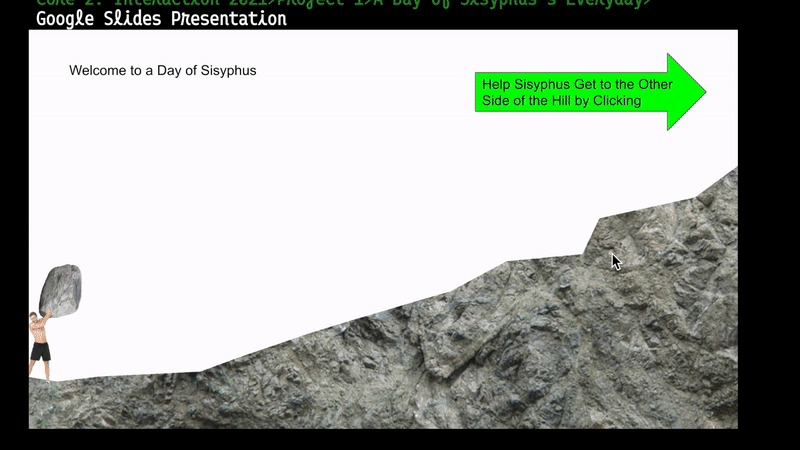 Core 2: Interaction 2021>Project 1>A Day of Sisyphus's Everyday>
Google Slides Presentation
Welcome to a Day of Sisyphus
Help Sisyphus Get to the Other
Side of the Hill by Clicking